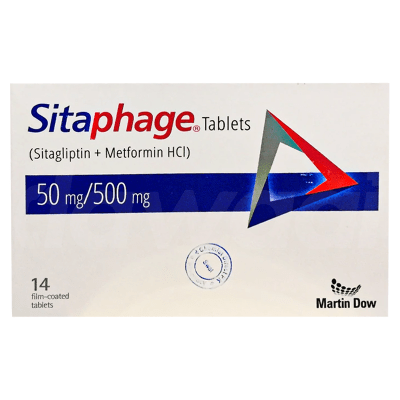 Sitaphage® Tablets
(Sitagliptin + Metformin HCl)
50 mg/500 mg
14
film-coated
tablets
Martin Dow